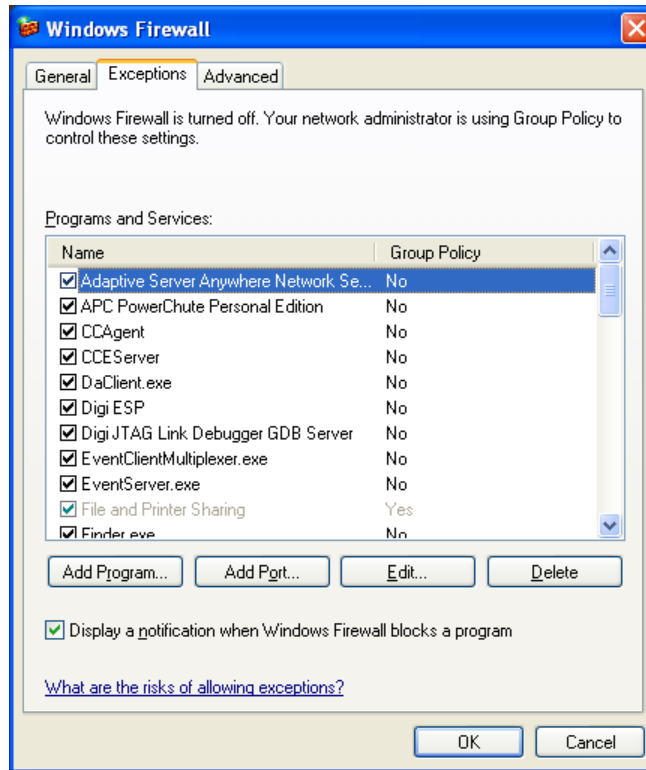 Windows Firewall
General Exceptions Advanced
Windows Firewall is turned off. Your network administrator is using Group Policy to
control these settings.
Programs and Services:
Name Group Policy
Adaptive Server Anywhere Network Se... No
APC PowerChute Personal Edition No
CCAgent No
CCEServer No
DaClient.exe No
Digi ESP No
Digi JTAG Link Debugger GDB Server No
EventClientMultiplexer.exe No
EventServer.exe No
File and Printer Sharing Yes
Finder.exe No
Add Program... Add Port... Edit... Delete
Display a notification when Windows Firewall blocks a program
What are the risks of allowing exceptions?
OK Cancel